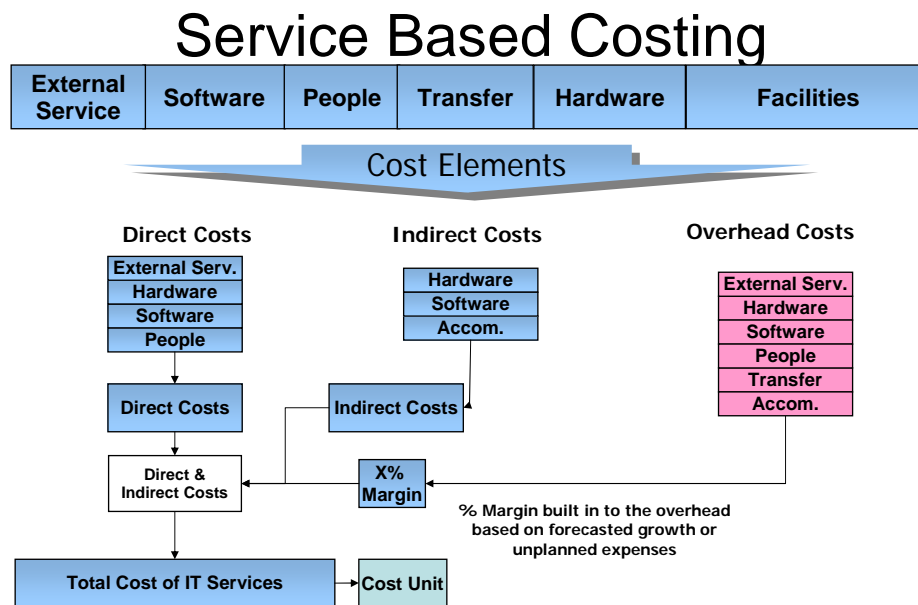 Service Based Costing
External
Service
Software
People
Transfer
Hardware
Facilities
Cost Elements
Direct Costs
Indirect Costs
Overhead Costs
External Serv.
Hardware
Software
People
Hardware
Software
Accom.
External Serv.
Hardware
Software
People
Transfer
Accom.
Direct Costs
Indirect Costs
Direct &
Indirect Costs
X%
Margin
% Margin built in to the overhead
based on forecasted growth or
unplanned expenses
Total Cost of IT Services
Cost Unit